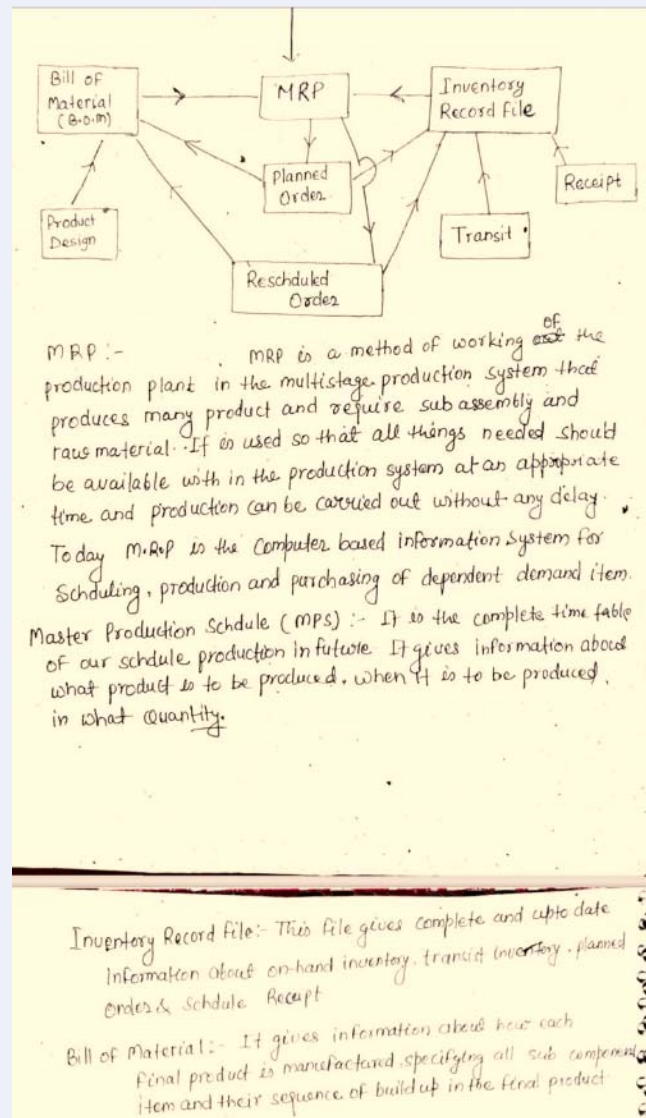 Bill of
Material
(B.O.M)
MRP
Inventory
Record File
Planned
Order
Receipt
Product
Design
Transit
Reschduled
Order
MRP :- MRP is a method of working of the
production plant in the multistage production system that
produces many product and require sub assembly and
raw material. It is used so that all things needed should
be available with in the production system at an appropriate
time and production can be carried out without any delay.
Today M.R.P is the Computer based information System for
Schduling, production and purchasing of dependent demand item.
Master Production Schdule (MPS) :- It is the complete time table
of our schdule production in future It gives information about
what product is to be produced, when it is to be produced,
in what Quantity.
Inventory Record File:- This file gives complete and upto date
Information about on-hand inventory, transist inventory, planned
order & Schdule Receipt
Bill of Material:- It gives information about how each
final product is manufactared, specifying all sub component
item and their sequence of buildup in the final product